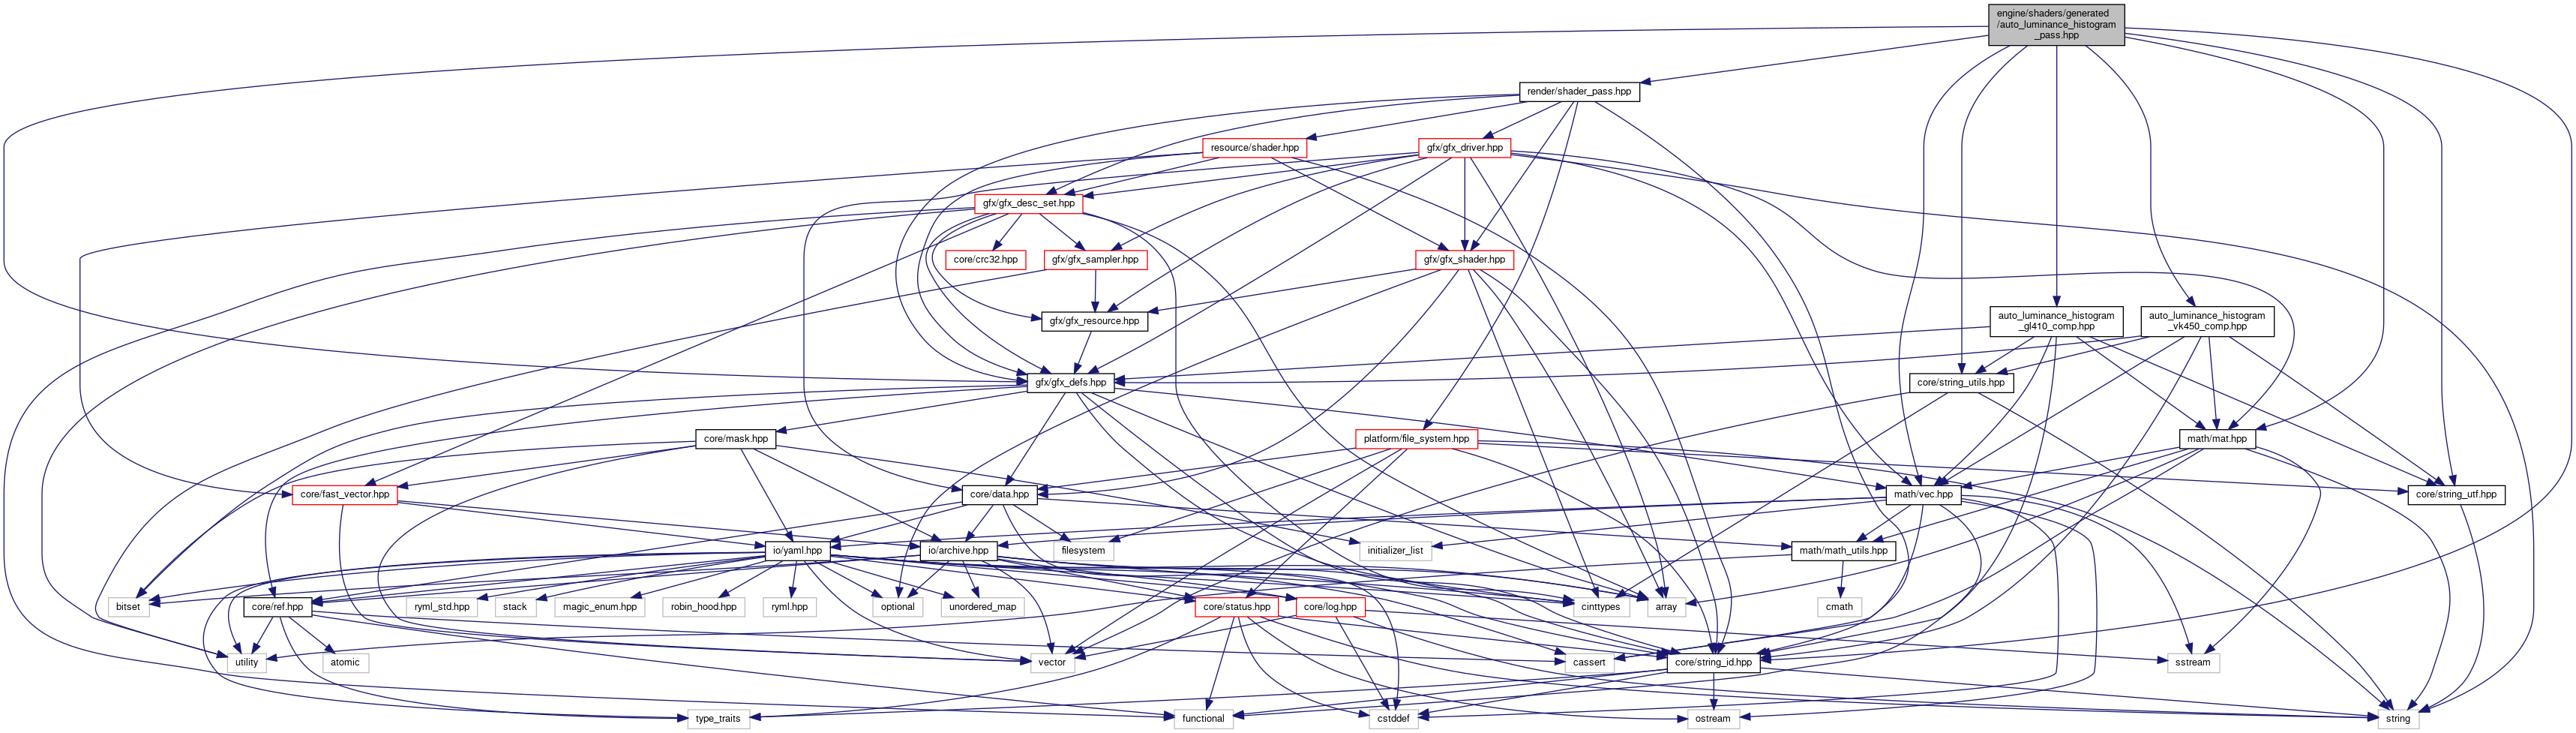 engine/shaders/generated
/auto_luminance_histogram
_pass.hpp
render/shader_pass.hpp
resource/shader.hpp
gfx/gfx_driver.hpp
gfx/gfx_desc_set.hpp
core/crc32.hpp
gfx/gfx_sampler.hpp
gfx/gfx_shader.hpp
gfx/gfx_resource.hpp
auto_luminance_histogram
_gl410_comp.hpp
auto_luminance_histogram
_vk450_comp.hpp
gfx/gfx_defs.hpp
core/string_utils.hpp
core/mask.hpp
platform/file_system.hpp
math/mat.hpp
core/fast_vector.hpp
core/data.hpp
math/vec.hpp
core/string_utf.hpp
io/yaml.hpp
io/archive.hpp
filesystem
initializer_list
math/math_utils.hpp
bitset
core/ref.hpp
ryml_std.hpp
stack
magic_enum.hpp
robin_hood.hpp
ryml.hpp
optional
unordered_map
core/status.hpp
core/log.hpp
cinttypes
array
cmath
utility
atomic
vector
cassert
core/string_id.hpp
sstream
type_traits
functional
cstddef
ostream
string